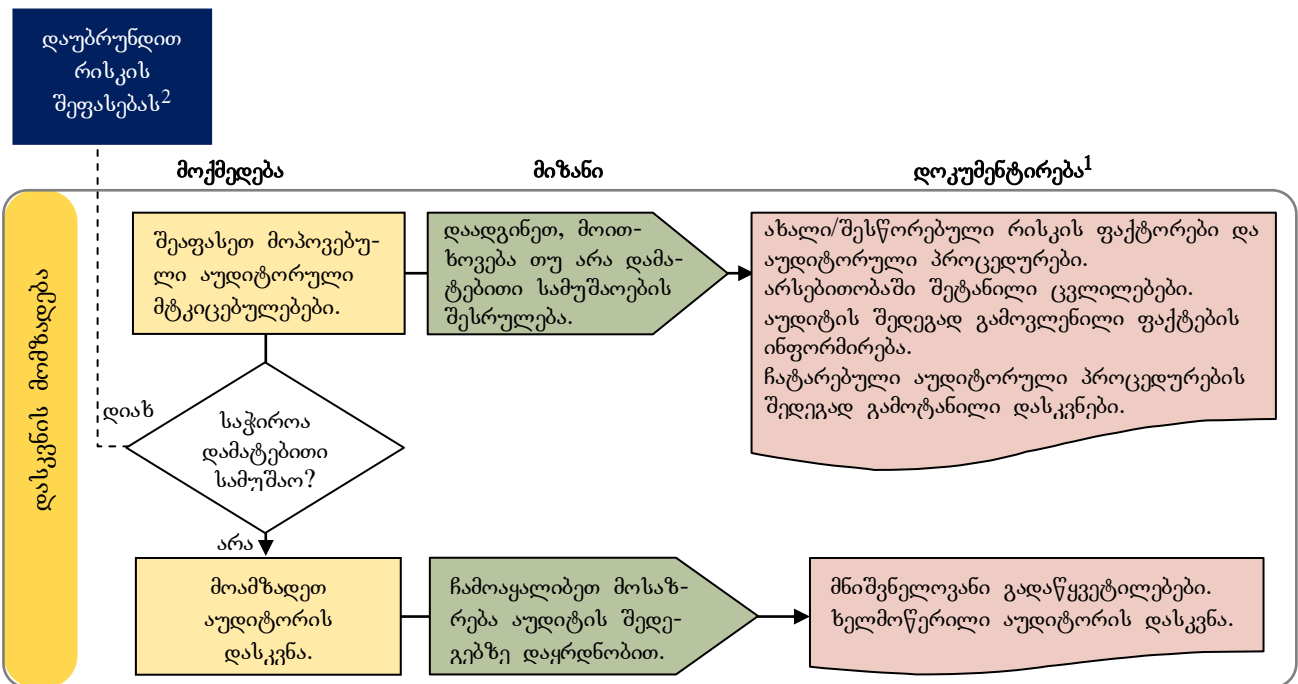 დაუბრუნდით
რისკის
შეფასებას2
მოქმედება
მიზანი
დოკუმენტირება1
დასკვნის მომზადება
შეაფასეთ მოპოვებუ-
ლი აუდიტორული
მტკიცებულებები.
დაადგინეთ, მოით-
ხოვება თუ არა დამა-
ტებითი სამუშაოების
შესრულება.
ახალი/შესწორებული რისკის ფაქტორები და
აუდიტორული პროცედურები.
არსებითობაში შეტანილი ცვლილებები.
აუდიტის შედეგად გამოვლენილი ფაქტების
ინფორმირება.
ჩატარებული აუდიტორული პროცედურების
შედეგად გამოტანილი დასკვნები.
დიახ
საჭიროა
დამატებითი
სამუშაო?
არა
მოამზადეთ
აუდიტორის
დასკვნა.
ჩამოაყალიბეთ მოსაზ-
რება აუდიტის შედე-
გებზე დაყრდნობით.
მნიშვნელოვანი გადაწყვეტილებები.
ხელმოწერილი აუდიტორის დასკვნა.